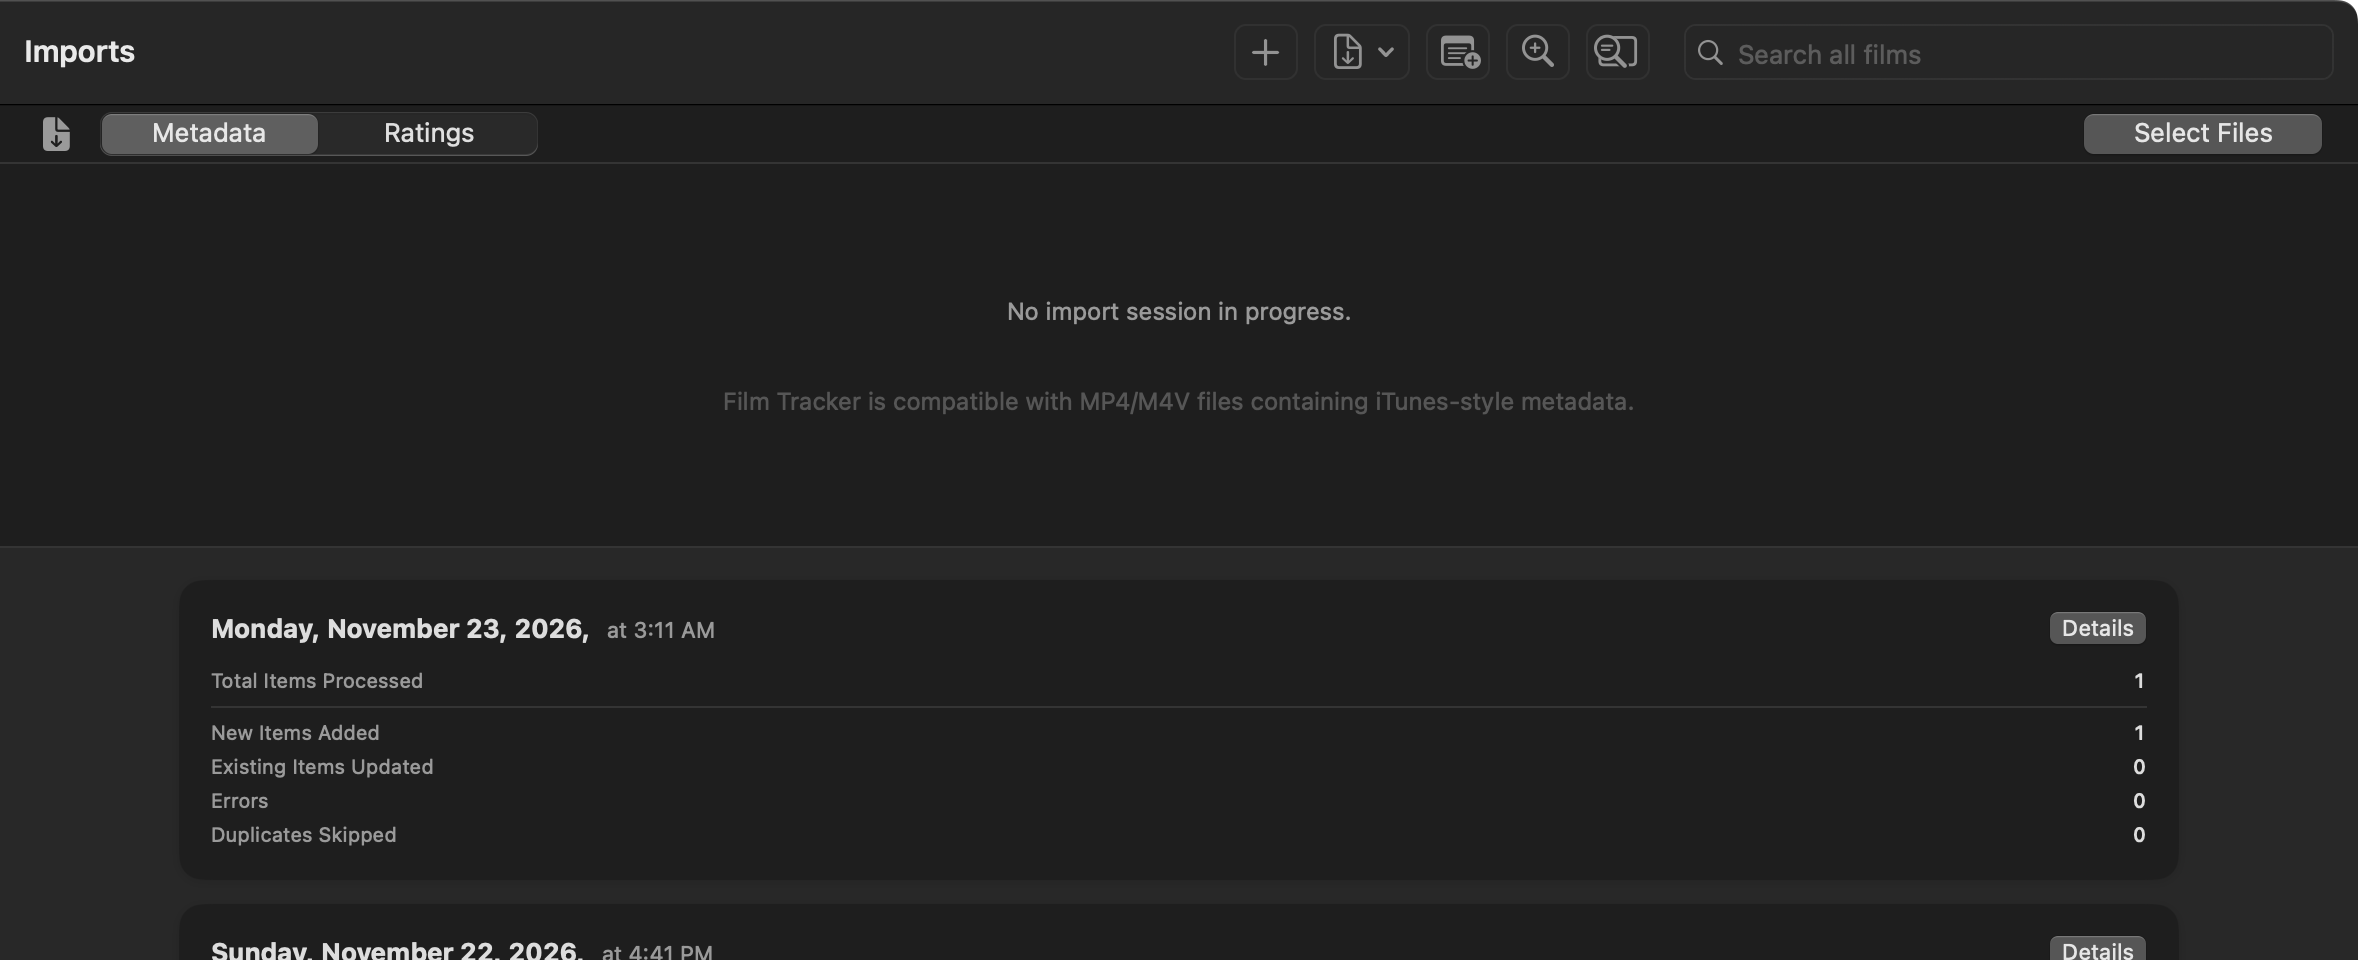 Imports
Search all films
Metadata
Ratings
Select Files
No import session in progress.
Film Tracker is compatible with MP4/M4V files containing iTunes-style metadata.
Monday, November 23, 2026, at 3:11 AM
Details
Total Items Processed 1
New Items Added 1
Existing Items Updated 0
Errors 0
Duplicates Skipped 0
Sunday, November 22, 2026, at 4:41 PM
Details